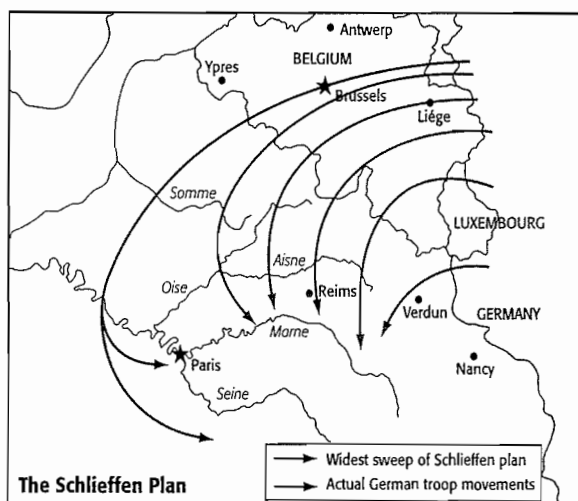 Antwerp
BELGIUM
Ypres
Brussels
Liége
Somme
LUXEMBOURG
Aisne
Oise
Reims
Verdun
GERMANY
Marne
Paris
Nancy
Seine
Widest sweep of Schlieffen plan
Actual German troop movements
The Schlieffen Plan